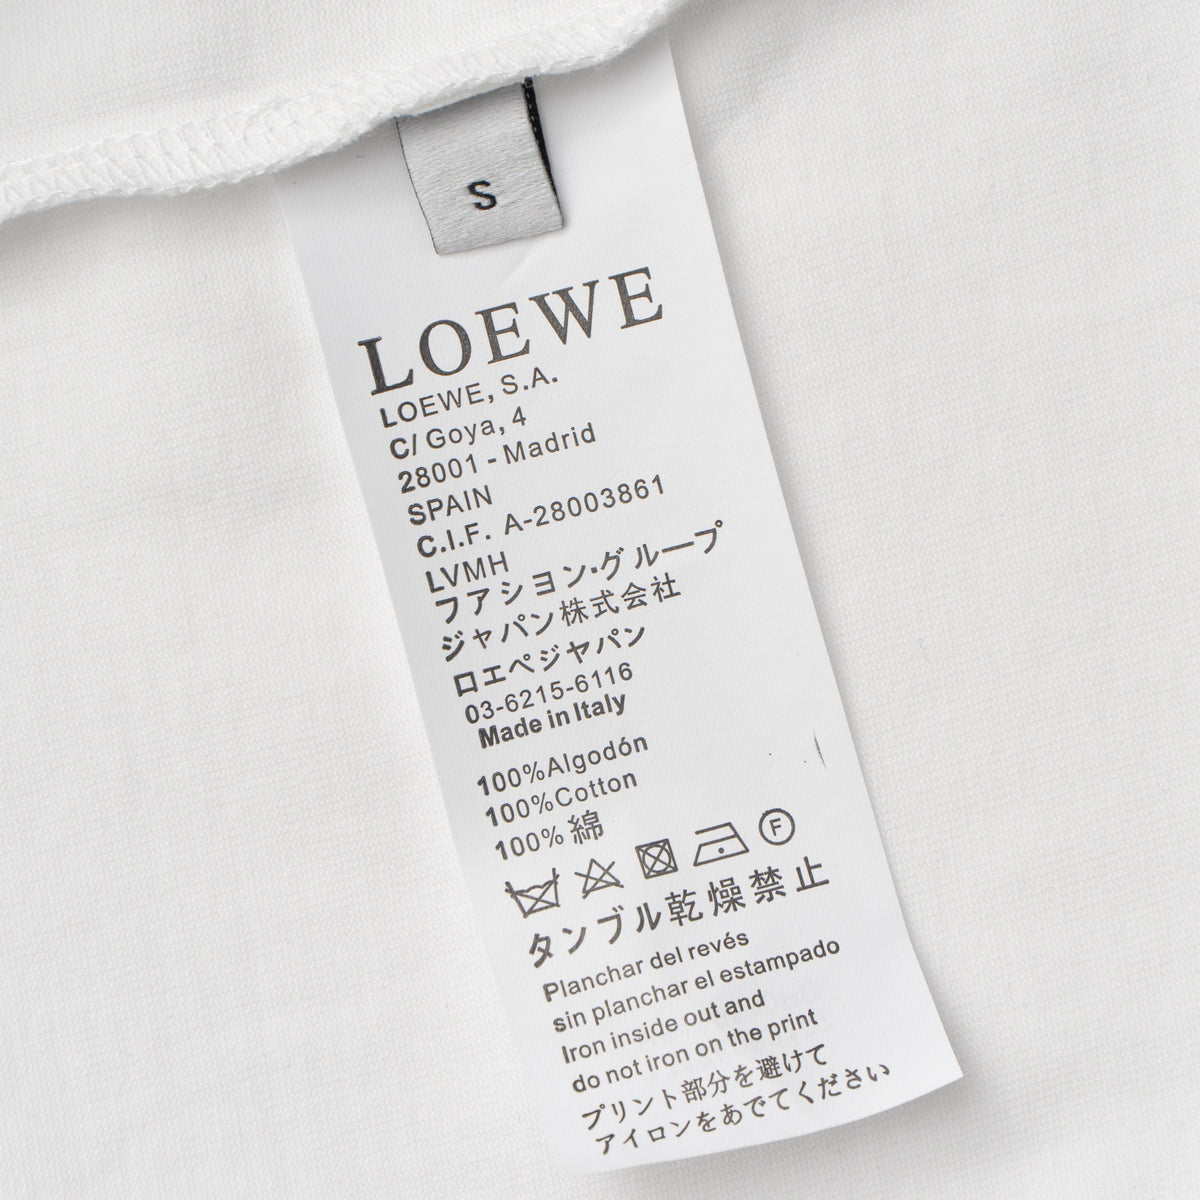 S
LOEWE
LOEWE, S.A.
C/ Goya, 4
28001 - Madrid
SPAIN
C.I.F. A-28003861
LVMH
フアシヨン・グループ
ジャパン株式会社
ロエペジヤパン
03-6215-6116
Made in Italy
100%Algodón
100%Cotton
100%綿
F
タンブル乾燥禁止
Planchar del revés
sin planchar el estampado
Iron inside out and
do not iron on the print
プリント部分を避けて
アイロンをあでてください